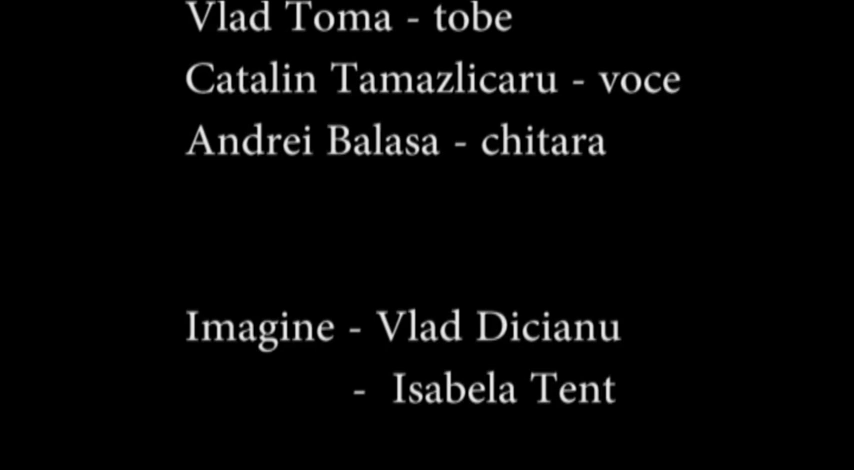 Vlad Toma - tobe
Catalin Tamazlicaru - voce
Andrei Balasa - chitara
Imagine - Vlad Dicianu
- Isabela Tent